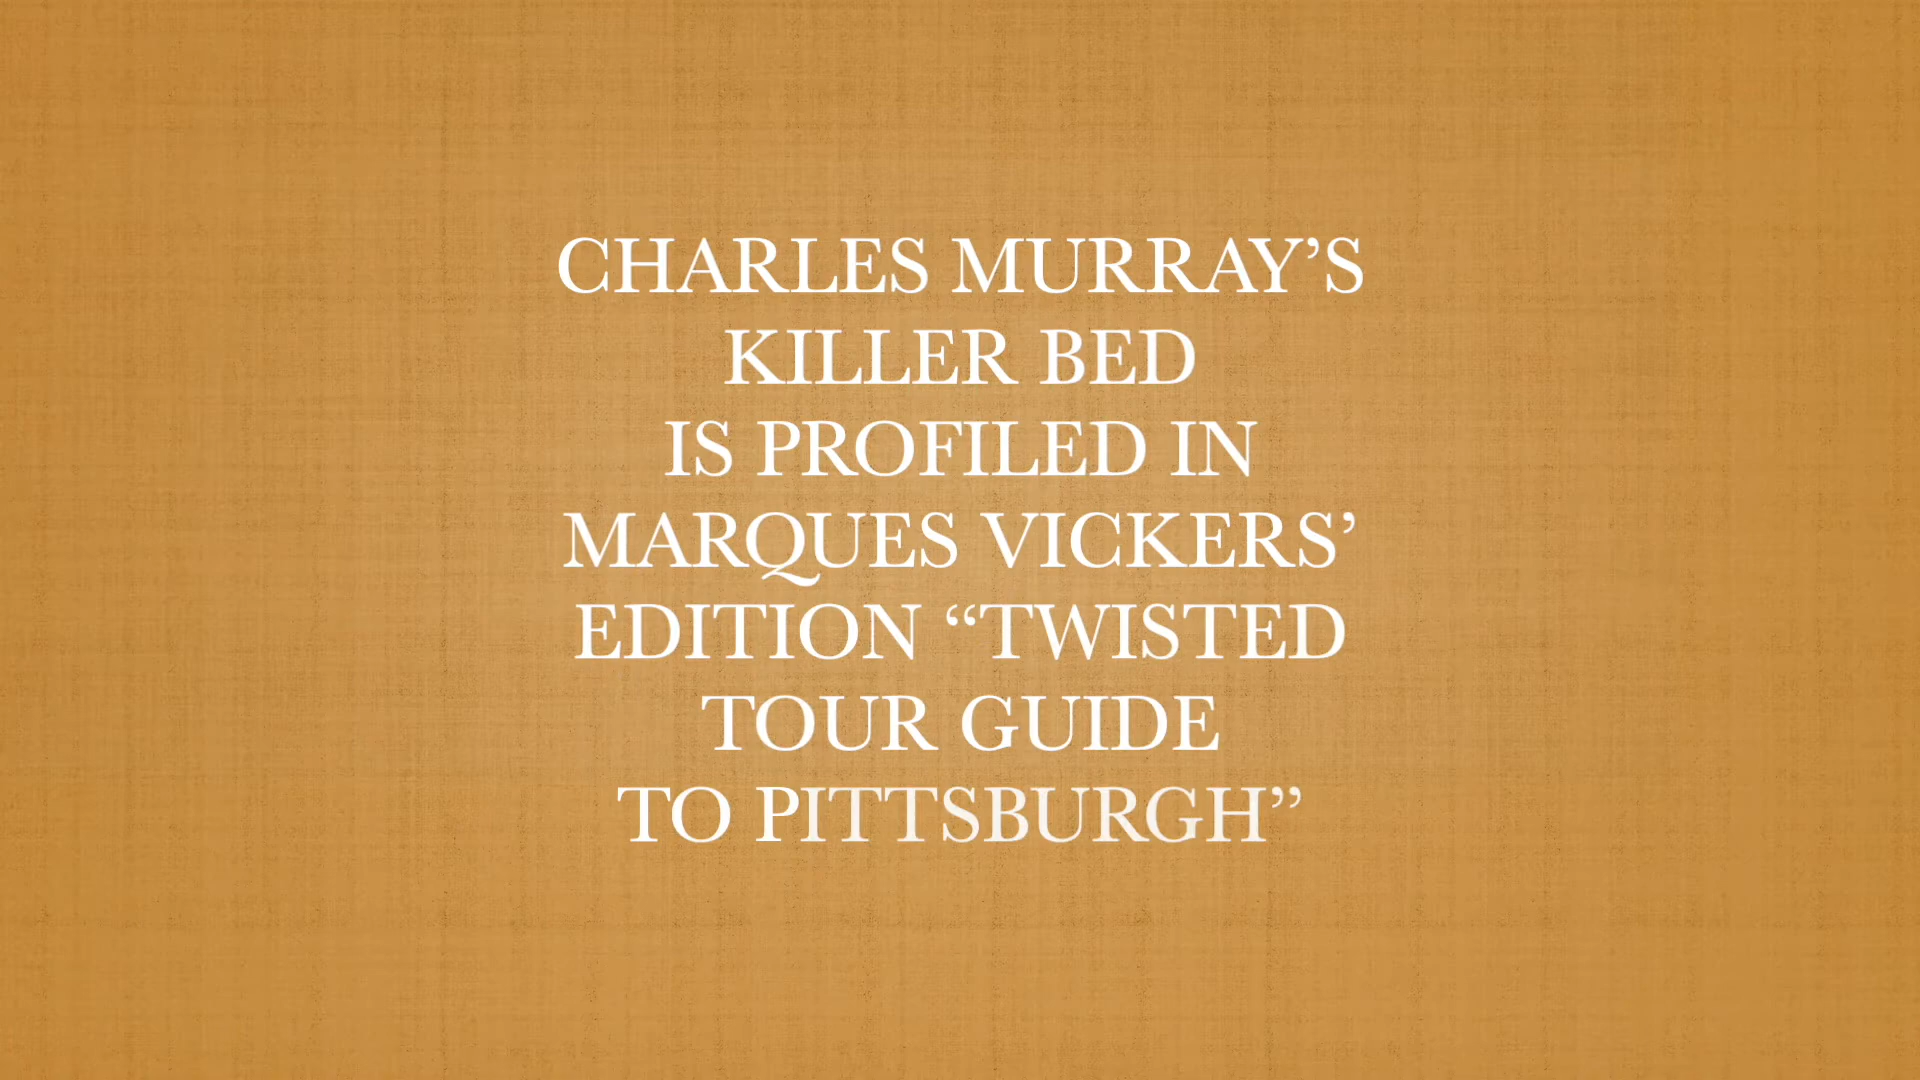 CHARLES MURRAY’S
KILLER BED
IS PROFILED IN
MARQUES VICKERS’
EDITION “TWISTED
TOUR GUIDE
TO PITTSBURGH”